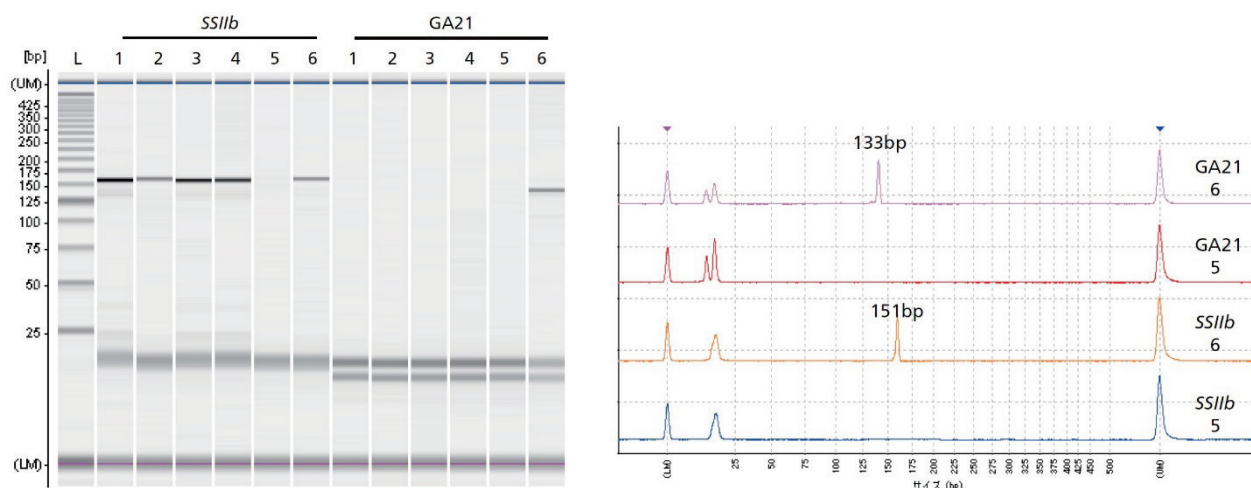 SSIIb GA21
[bp] L 1 2 3 4 5 6 1 2 3 4 5 6
(UM)
425
350
300
250
200
175
150
125
100
75
50
25
(LM)
133bp
GA21
6
GA21
5
151bp
SSIIb
6
SSIIb
5
(LM) 25 50 75 100 125 150 175 200 225 250 275 300 325 350 375 400 425 450 500 (UM)
サイズ (bp)